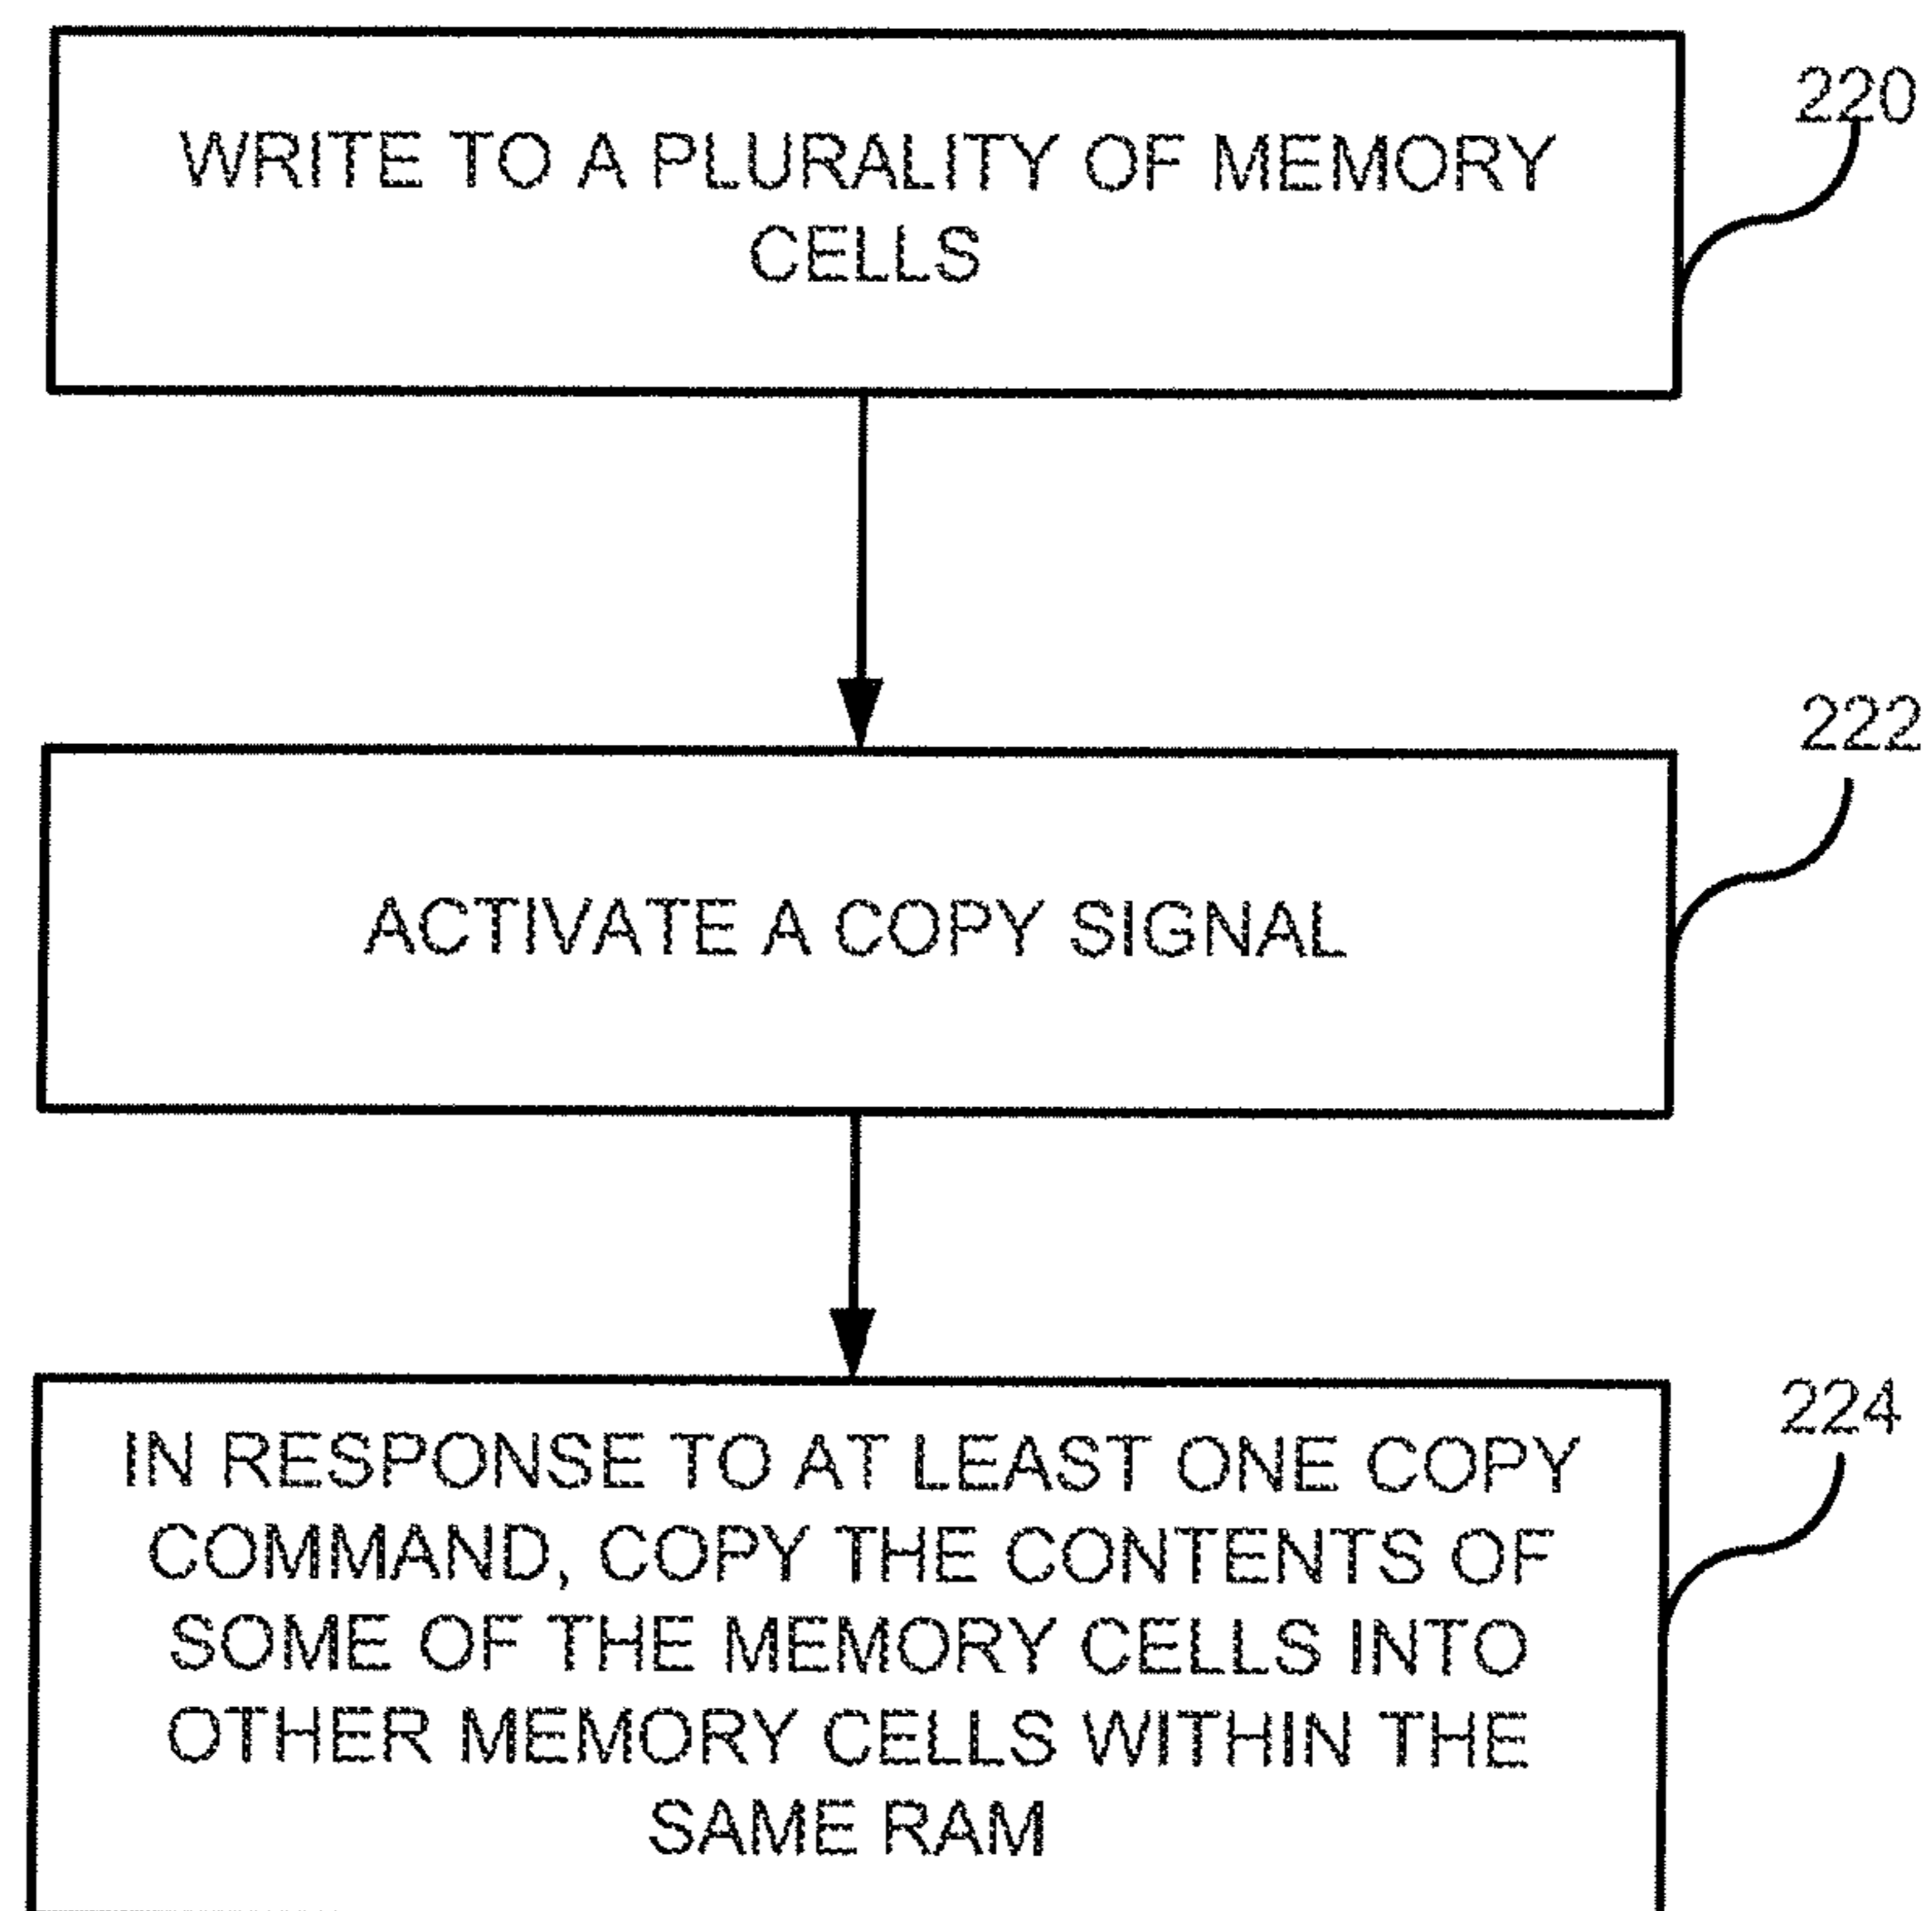 220
WRITE TO A PLURALITY OF MEMORY
CELLS
222
ACTIVATE A COPY SIGNAL
224
IN RESPONSE TO AT LEAST ONE COPY
COMMAND, COPY THE CONTENTS OF
SOME OF THE MEMORY CELLS INTO
OTHER MEMORY CELLS WITHIN THE
SAME RAM